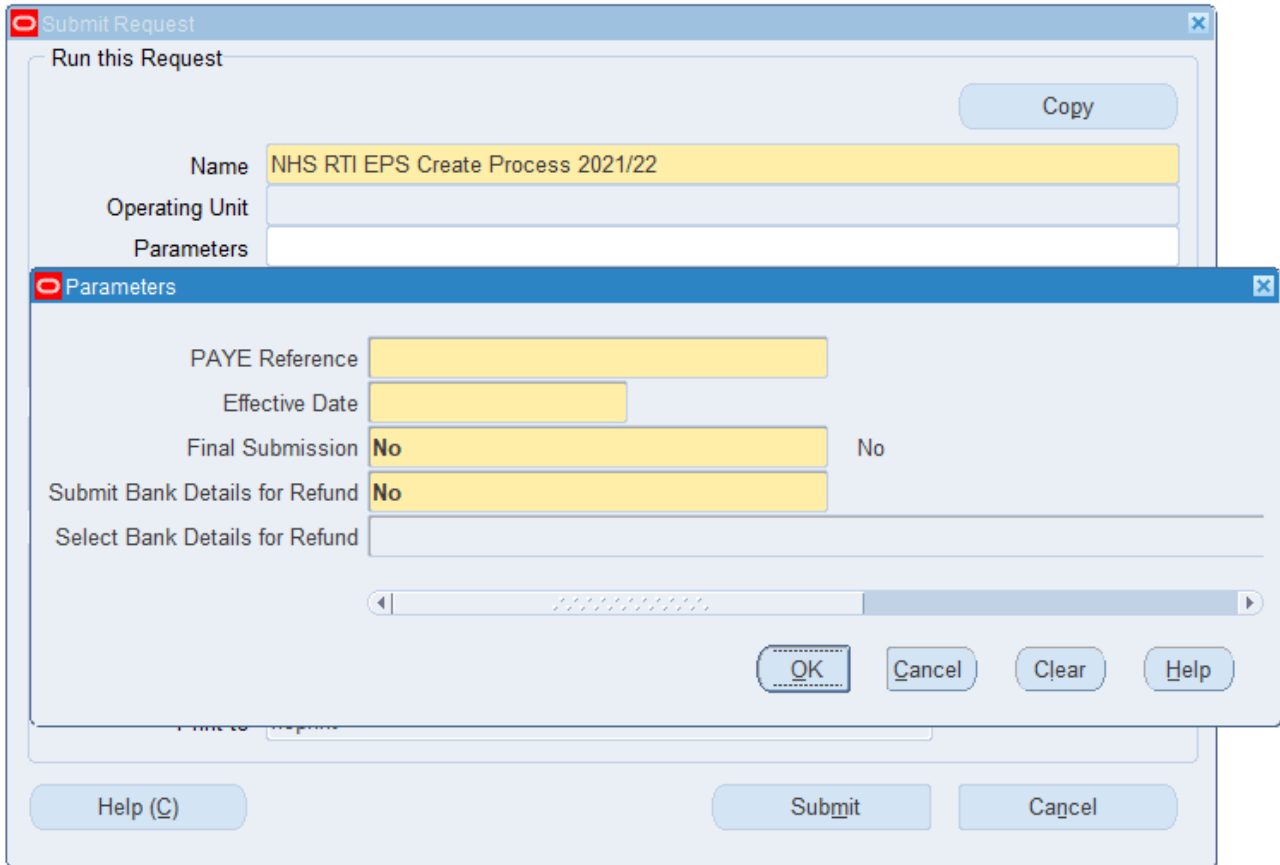 Submit Request
Run this Request
Copy
Name NHS RTI EPS Create Process 2021/22
Operating Unit
Parameters
Parameters
PAYE Reference
Effective Date
Final Submission No No
Submit Bank Details for Refund No
Select Bank Details for Refund
OK Cancel Clear Help
Help (C) Submit Cancel